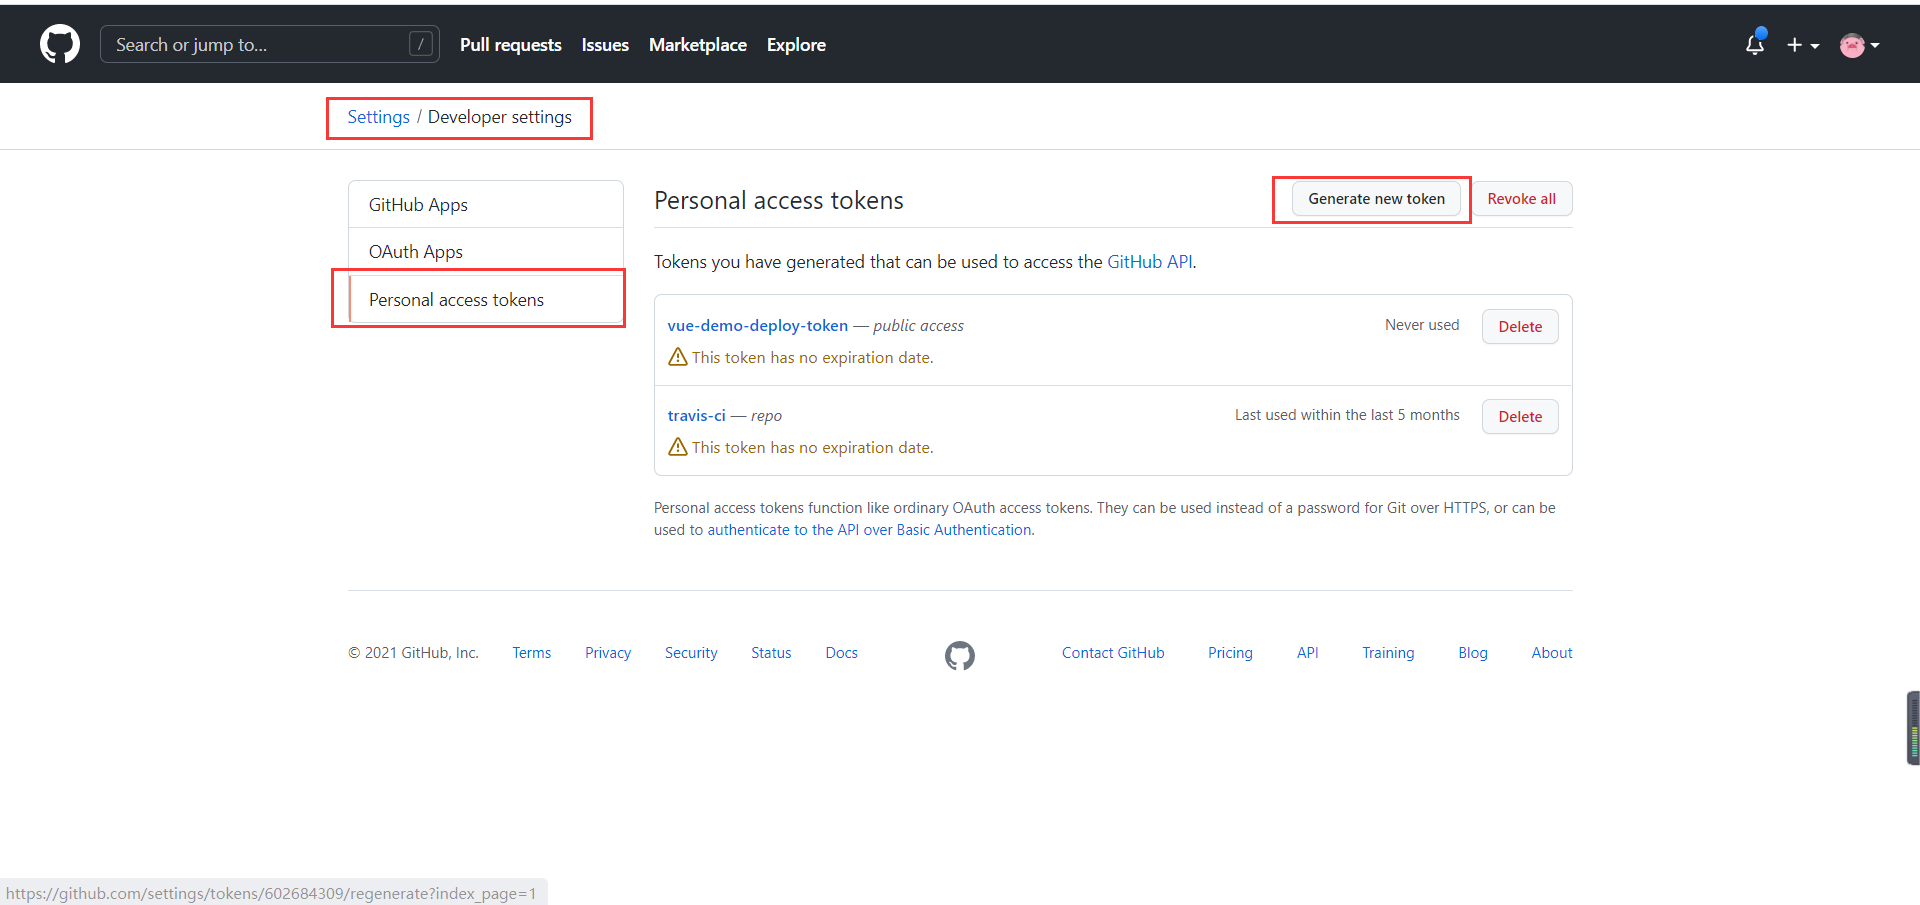 Search or jump to... /
Pull requests Issues Marketplace Explore
Settings / Developer settings
GitHub Apps
OAuth Apps
Personal access tokens
Personal access tokens
Generate new token
Revoke all
Tokens you have generated that can be used to access the GitHub API.
vue-demo-deploy-token — public access
Never used
Delete
This token has no expiration date.
travis-ci — repo
Last used within the last 5 months
Delete
This token has no expiration date.
Personal access tokens function like ordinary OAuth access tokens. They can be used instead of a password for Git over HTTPS, or can be
used to authenticate to the API over Basic Authentication.
© 2021 GitHub, Inc. Terms Privacy Security Status Docs Contact GitHub Pricing API Training Blog About
https://github.com/settings/tokens/602684309/regenerate?index_page=1